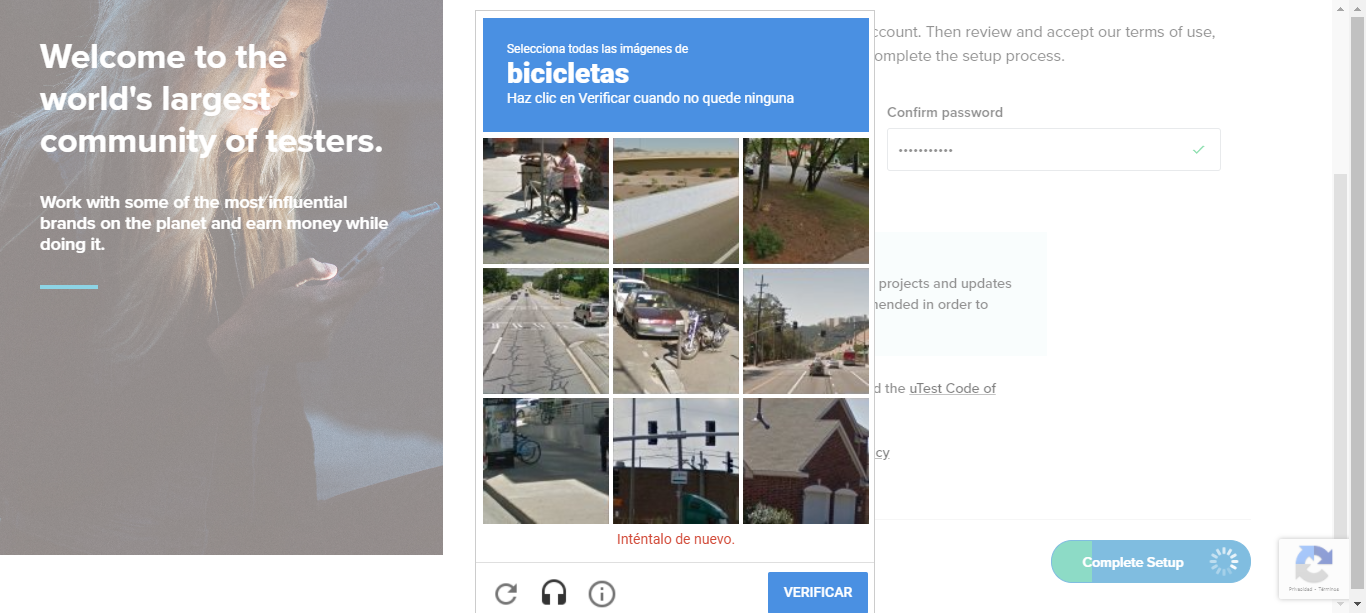 Welcome to the
world's largest
community of testers.
Work with some of the most influential
brands on the planet and earn money while
doing it.
Selecciona todas las imágenes de
bicicletas
Haz clic en Verificar cuando no quede ninguna
Inténtalo de nuevo.
VERIFICAR
ccount. Then review and accept our terms of use,
omplete the setup process.
Confirm password
•••••••••••
projects and updates
nended in order to
d the uTest Code of
cy
Complete Setup
Privacidad - Términos